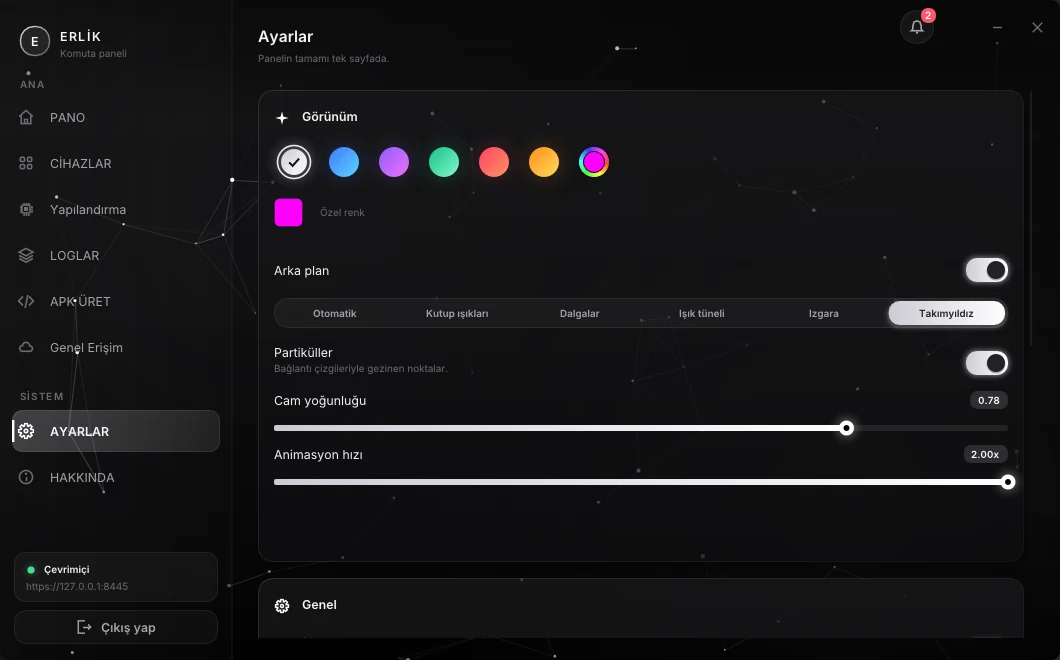 E
ERLİK
Komuta paneli
ANA
PANO
CİHAZLAR
Yapılandırma
LOGLAR
APK ÜRET
Genel Erişim
SİSTEM
AYARLAR
HAKKINDA
Çevrimiçi
https://127.0.0.1:8445
Çıkış yap
Ayarlar
Panelin tamamı tek sayfada.
2
Görünüm
Özel renk
Arka plan
Otomatik Kutup ışıkları Dalgalar Işık tüneli Izgara Takımyıldız
Partiküller
Bağlantı çizgileriyle gezinen noktalar.
Cam yoğunluğu 0.78
Animasyon hızı 2.00x
Genel